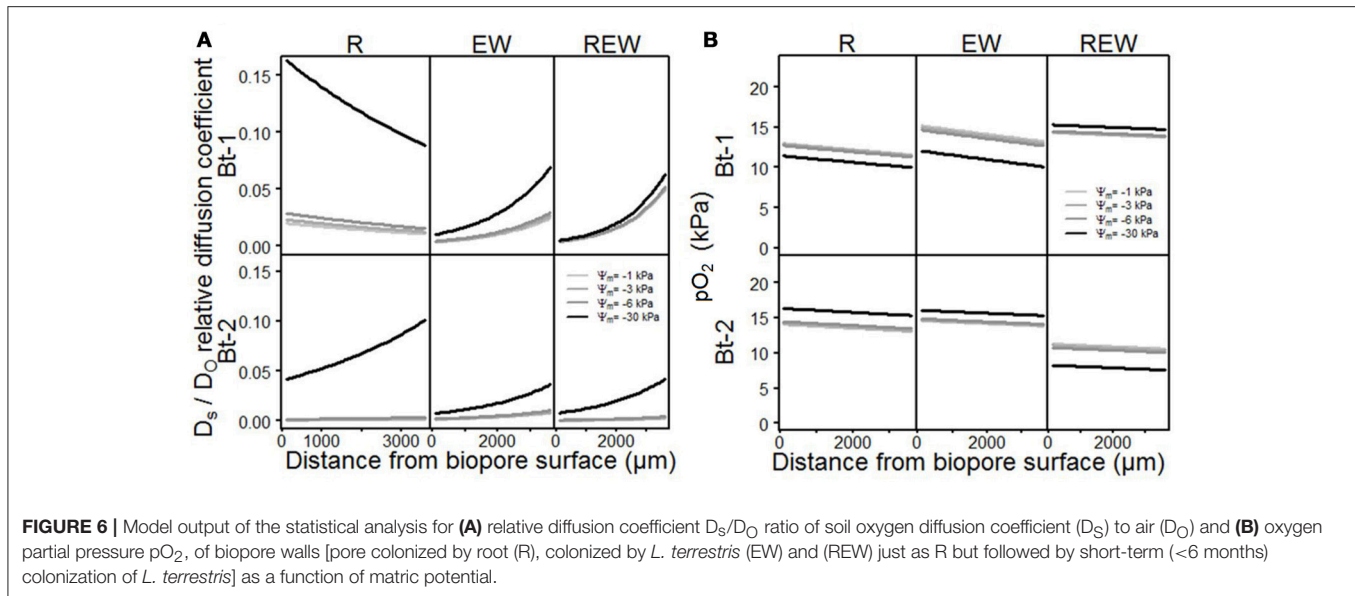 A
R
EW
REW
Ds / DO relative diffusion coefficient
Bt-1
0.15
0.10
0.05
0.00
Bt-2
0.15
0.10
0.05
0.00
Ψm= -1 kPa
Ψm= -3 kPa
Ψm= -6 kPa
Ψm= -30 kPa
0 1000 3000 0 2000 0 2000
Distance from biopore surface (µm)
B
R
EW
REW
pO2 (kPa)
Bt-1
20
15
10
5
0
Ψm= -1 kPa
Ψm= -3 kPa
Ψm= -6 kPa
Ψm= -30 kPa
Bt-2
20
15
10
5
0
0 2000 0 2000 0 2000
Distance from biopore surface (µm)
FIGURE 6 | Model output of the statistical analysis for (A) relative diffusion coefficient Ds/DO ratio of soil oxygen diffusion coefficient (DS) to air (DO) and (B) oxygen
partial pressure pO2, of biopore walls [pore colonized by root (R), colonized by L. terrestris (EW) and (REW) just as R but followed by short-term (<6 months)
colonization of L. terrestris] as a function of matric potential.